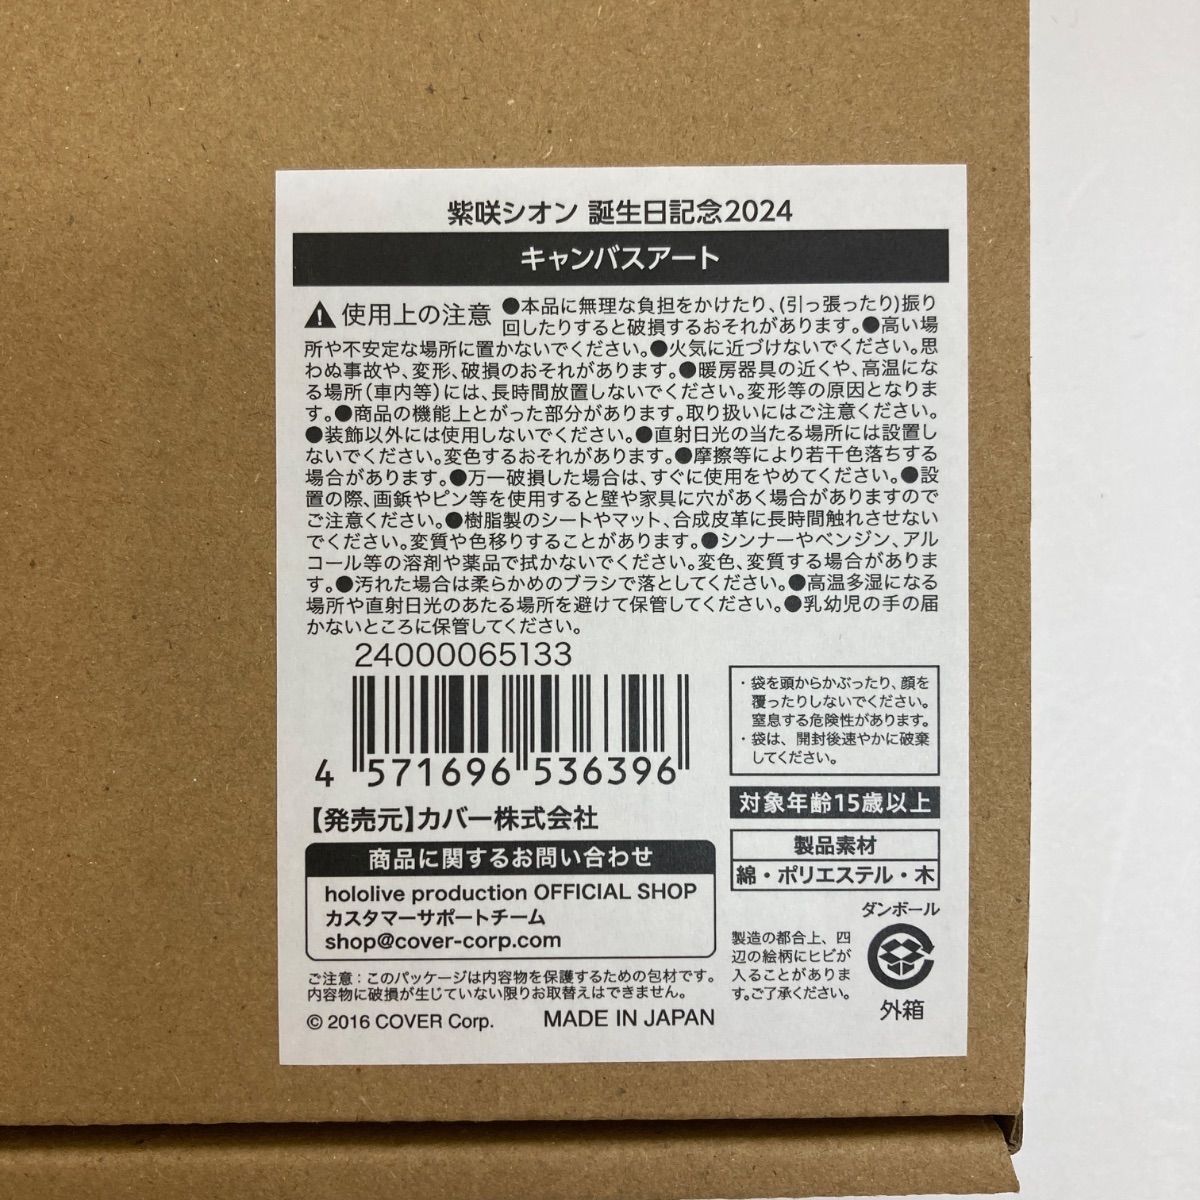 紫咲シオン 誕生日記念2024
キャンバスアート
使用上の注意 ●本品に無理な負担をかけたり、(引っ張ったり)振り
回したりすると破損するおそれがあります。●高い場
所や不安定な場所に置かないでください。●火気に近づけないでください。思
わぬ事故や、変形、破損のおそれがあります。●暖房器具の近くや、高温にな
る場所(車内等)には、長時間放置しないでください。変形等の原因となりま
す。●商品の機能上とがった部分があります。取り扱いにはご注意ください。
●装飾以外には使用しないでください。●直射日光の当たる場所には設置し
ないでください。変色するおそれがあります。●摩擦等により若干色落ちする
場合があります。●万一破損した場合は、すぐに使用をやめてください。●設
置の際、画鋲やピン等を使用すると壁や家具に穴があく場合がありますので
ご注意ください。●樹脂製のシートやマット、合成皮革に長時間触れさせない
でください。変質や色移りすることがあります。●シンナーやベンジン、アル
コール等の溶剤や薬品で拭かないでください。変色、変質する場合がありま
す。●汚れた場合は柔らかめのブラシで落としてください。●高温多湿になる
場所や直射日光のあたる場所を避けて保管してください。●乳幼児の手の届
かないところに保管してください。
24000065133
4 571696 536396
【発売元】カバー株式会社
商品に関するお問い合わせ
hololive production OFFICIAL SHOP
カスタマーサポートチーム
shop@cover-corp.com
ご注意：このパッケージは内容物を保護するための包材です。
内容物に破損が生じていない限りお取替えはできません。
© 2016 COVER Corp. MADE IN JAPAN
・袋を頭からかぶったり、顔を
覆ったりしないでください。
窒息する危険性があります。
・袋は、開封後速やかに破棄
してください。
対象年齢15歳以上
製品素材
綿・ポリエステル・木
製造の都合上、四
辺の絵柄にヒビが
入ることがありま
す。ご了承ください。
ダンボール
外箱